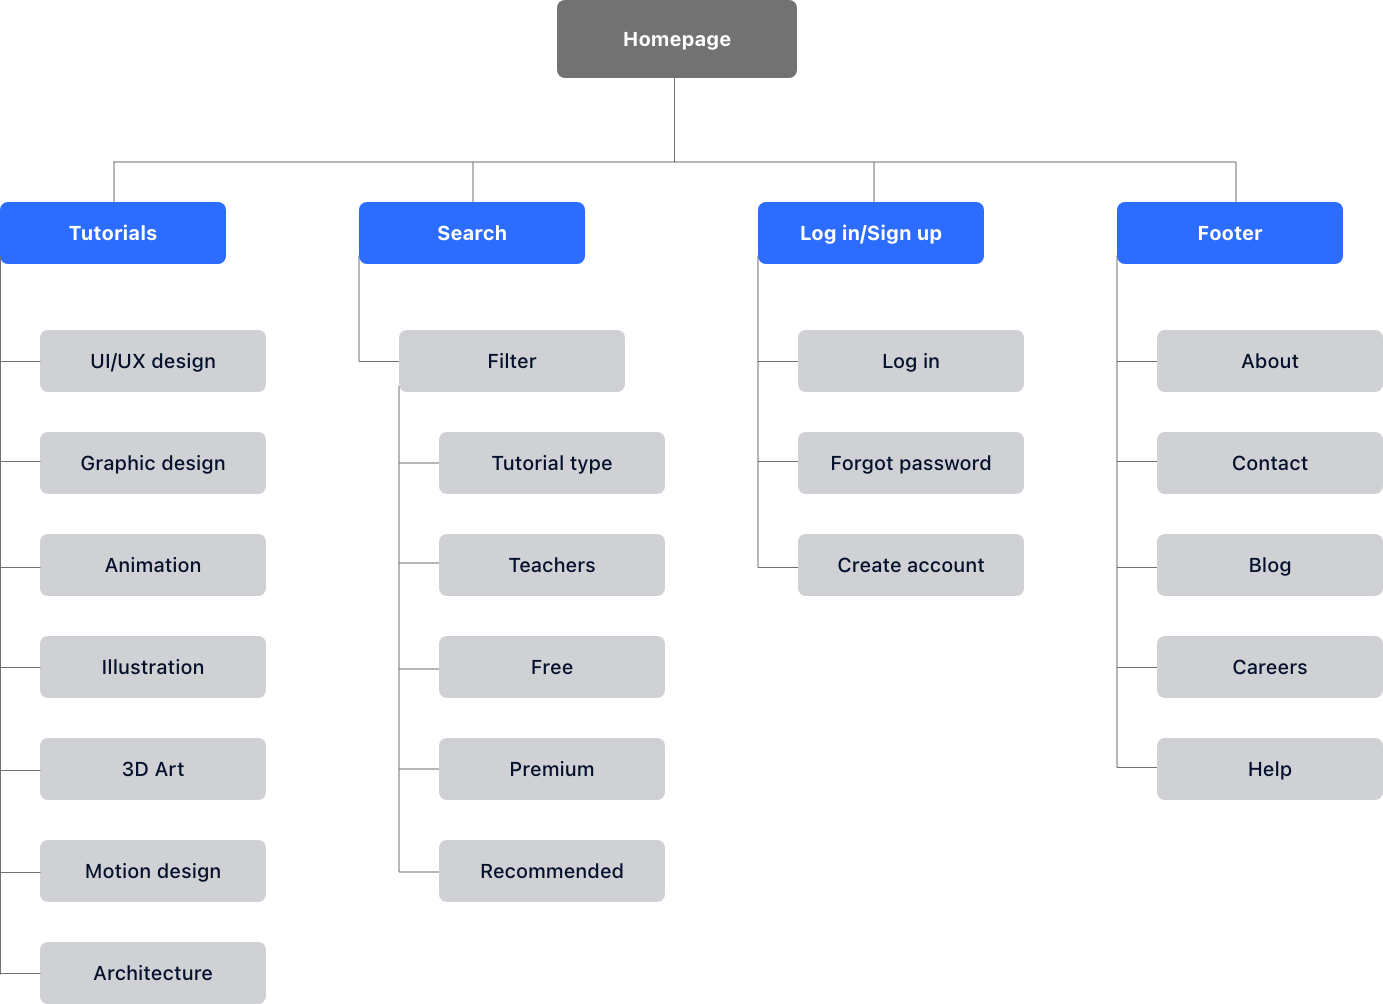 Homepage
Tutorials
UI/UX design
Graphic design
Animation
Illustration
3D Art
Motion design
Architecture
Search
Filter
Tutorial type
Teachers
Free
Premium
Recommended
Log in/Sign up
Log in
Forgot password
Create account
Footer
About
Contact
Blog
Careers
Help